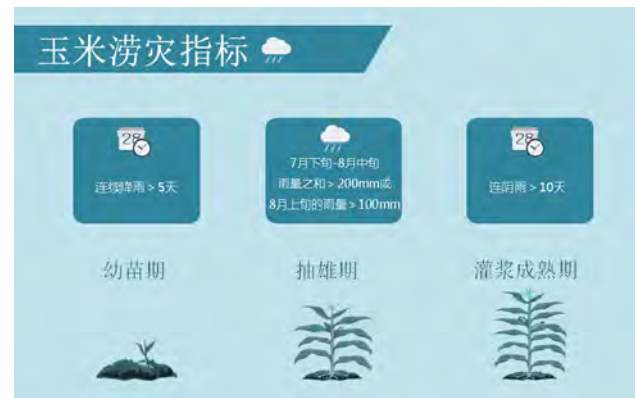 玉米涝灾指标
28
连续降雨>5天
7月下旬-8月中旬
雨量之和>200mm或
8月上旬的雨量>100mm
28
连阴雨>10天
幼苗期
抽雄期
灌浆成熟期